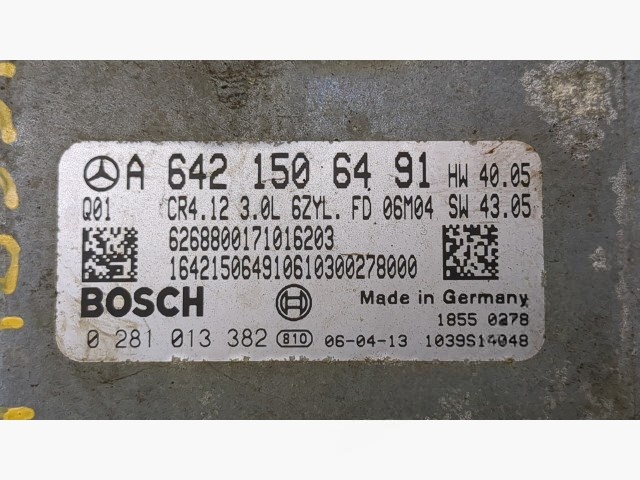 A 642 150 64 91 HW 40.05
Q01 CR4.12 3.0L 6ZYL. FD 06M04 SW 43.05
6268800171016203
164215064910610300278000
BOSCH Made in Germany
1855 0278
0 281 013 382 810 06-04-13 1039S14048